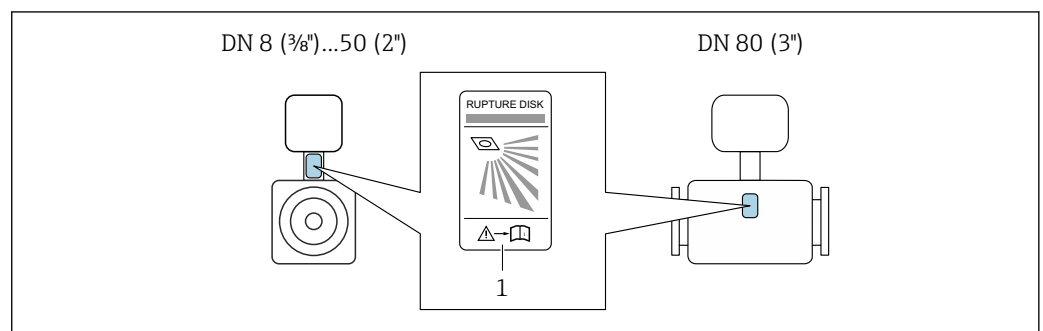 DN 8 (⅜")...50 (2")
DN 80 (3")
RUPTURE DISK
i
1